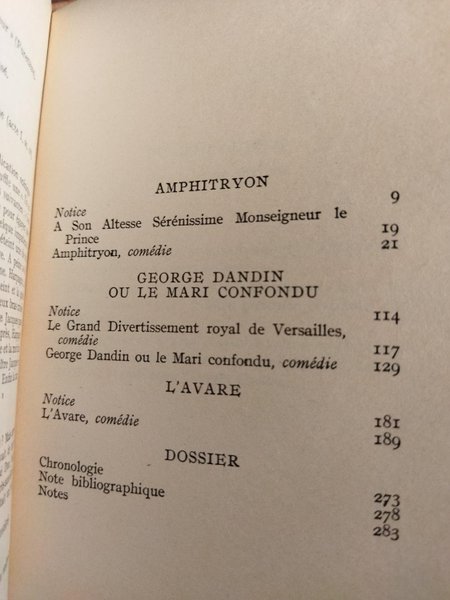 AMPHITRYON
Notice 9
A Son Altesse Sérénissime Monseigneur le
Prince 19
Amphitryon, comédie 21
GEORGE DANDIN
OU LE MARI CONFONDU
Notice 114
Le Grand Divertissement royal de Versailles,
comédie 117
George Dandin ou le Mari confondu, comédie 129
L'AVARE
Notice 181
L'Avare, comédie 189
DOSSIER
Chronologie 273
Note bibliographique 278
Notes 283